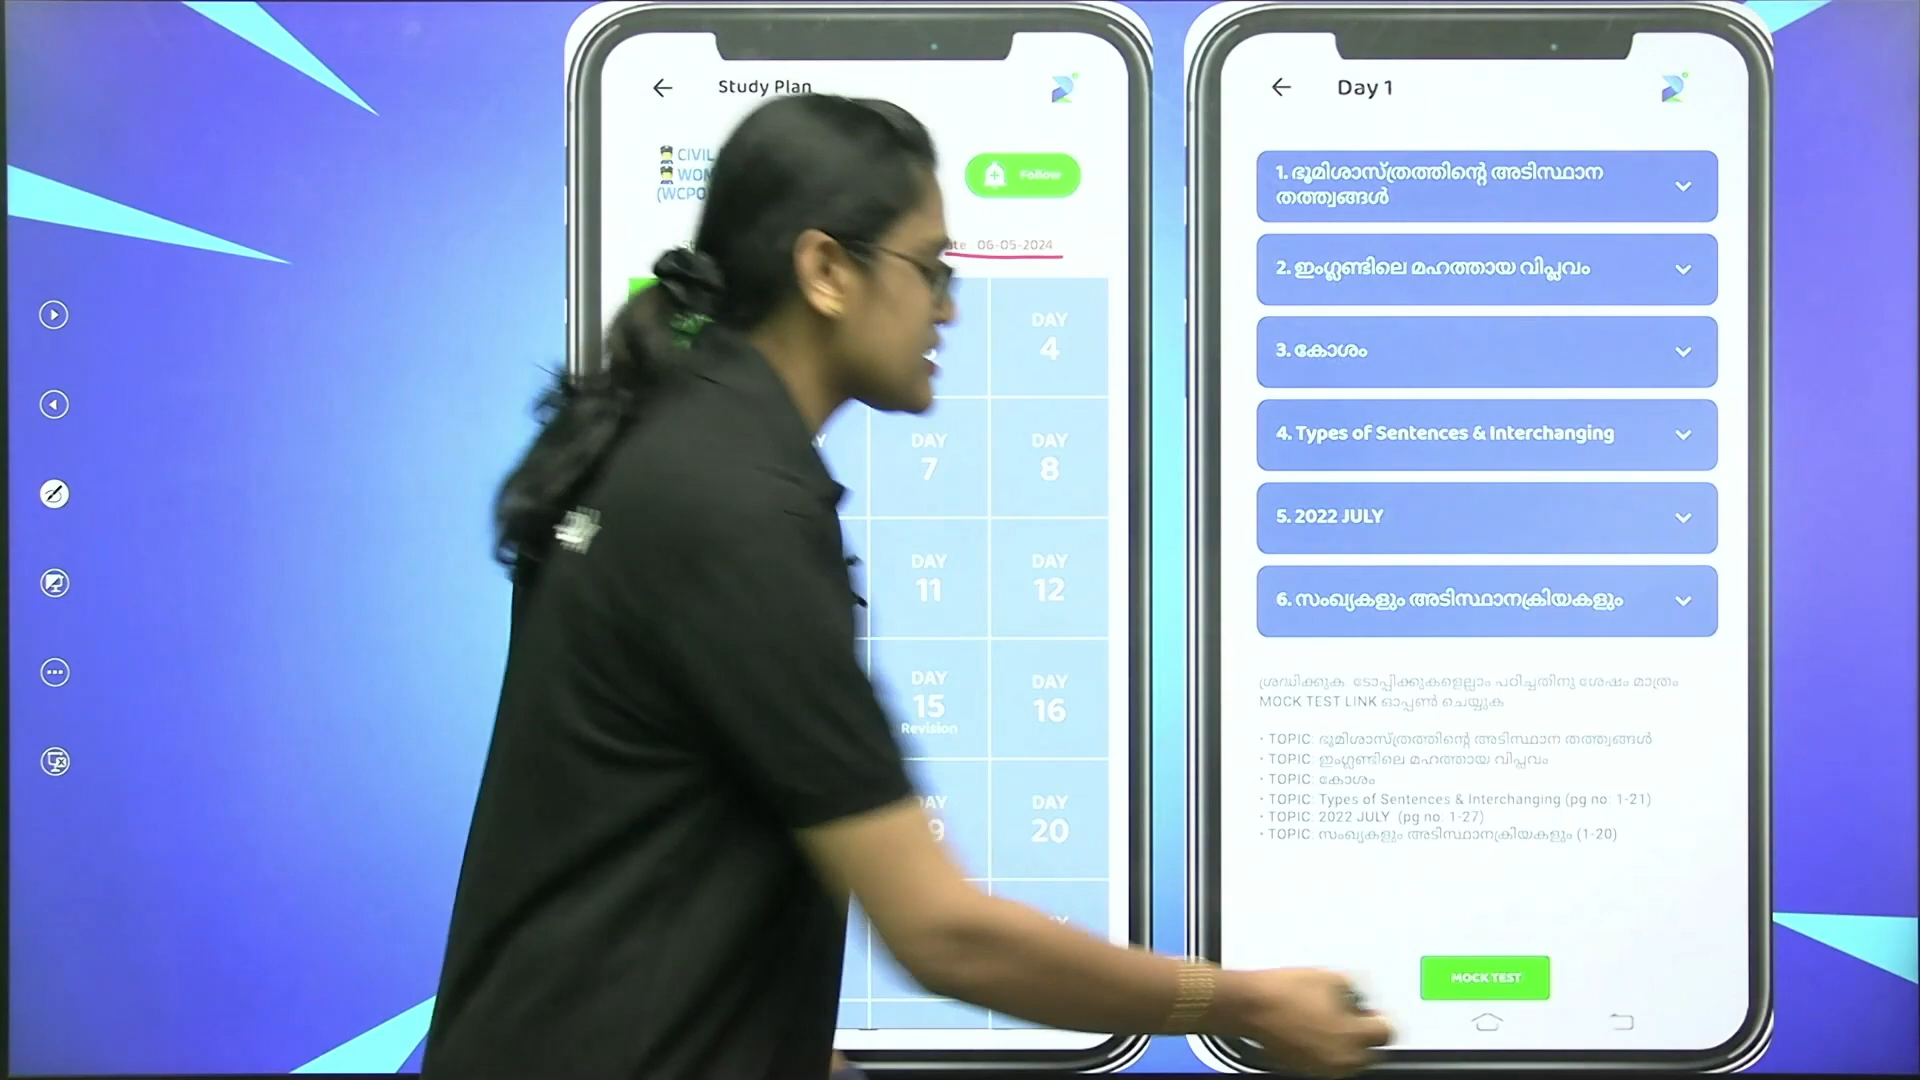 Study Plan
CIVIL
WOM
(WCPO
Follow
06-05-2024
DAY
4
DAY
7
DAY
8
DAY
11
DAY
12
DAY
15
Revision
DAY
16
DAY
20
Day 1
1. ഭൂമിശാസ്ത്രത്തിന്റെ അടിസ്ഥാന
തത്ത്വങ്ങൾ
2. ഇംഗ്ലണ്ടിലെ മഹത്തായ വിപ്ലവം
3. കോശം
4. Types of Sentences & Interchanging
5. 2022 JULY
6. സംഖ്യകളും അടിസ്ഥാനക്രിയകളും
ശ്രദ്ധിക്കുക ടോപ്പിക്കുകളെല്ലാം പഠിച്ചതിനു ശേഷം മാത്രം
MOCK TEST LINK ഓപ്പൺ ചെയ്യുക
• TOPIC: ഭൂമിശാസ്ത്രത്തിന്റെ അടിസ്ഥാന തത്ത്വങ്ങൾ
• TOPIC: ഇംഗ്ലണ്ടിലെ മഹത്തായ വിപ്ലവം
• TOPIC: കോശം
• TOPIC: Types of Sentences & Interchanging (pg no: 1-21)
• TOPIC: 2022 JULY (pg no: 1-27)
• TOPIC: സംഖ്യകളും അടിസ്ഥാനക്രിയകളും (1-20)
MOCK TEST